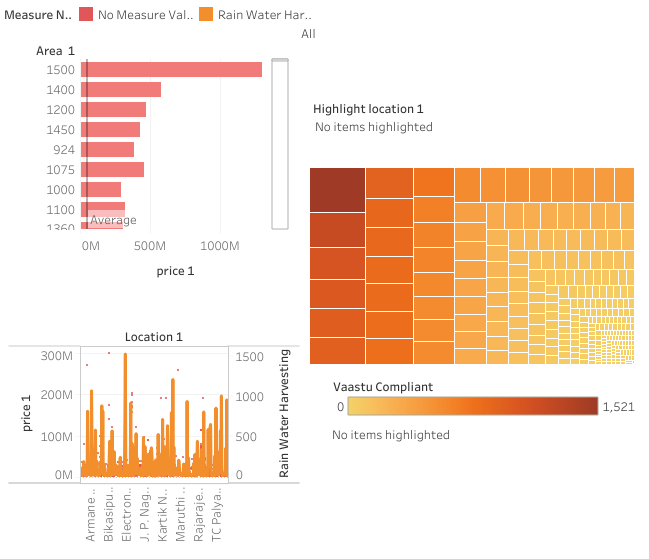 Measure N.. No Measure Val.. Rain Water Har..
All
Area 1
1500
1400
1200
1450
924
1075
1000
1100
1360
Average
0M 500M 1000M
price 1
Highlight location 1
No items highlighted
Vaastu Compliant
0 1,521
No items highlighted
Location 1
300M
200M
100M
0M
price 1
1500
1000
500
0
Rain Water Harvesting
Armane..
Bikasipu..
Electron..
J. P. Nag..
Kartik N..
Maruthi ..
Rajaraje..
TC Palya..